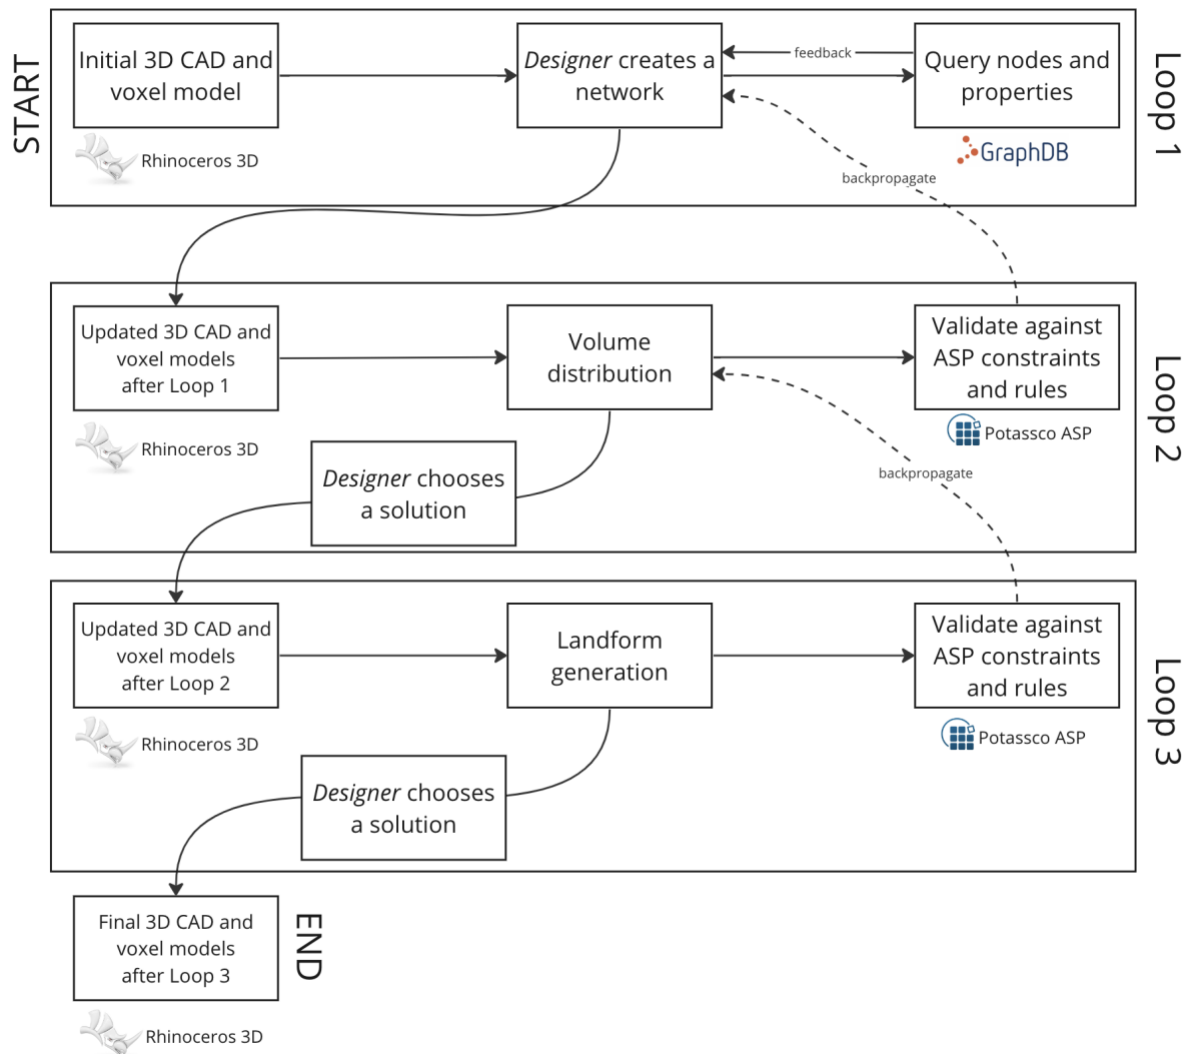 START
Initial 3D CAD and
voxel model
Rhinoceros 3D
Designer creates a
network
feedback
Query nodes and
properties
GraphDB
Loop 1
backpropagate
Updated 3D CAD and
voxel models
after Loop 1
Rhinoceros 3D
Volume
distribution
Validate against
ASP constraints
and rules
Potassco ASP
Loop 2
Designer chooses
a solution
backpropagate
Updated 3D CAD and
voxel models
after Loop 2
Rhinoceros 3D
Landform
generation
Validate against
ASP constraints
and rules
Potassco ASP
Loop 3
Designer chooses
a solution
Final 3D CAD and
voxel models
after Loop 3
END
Rhinoceros 3D